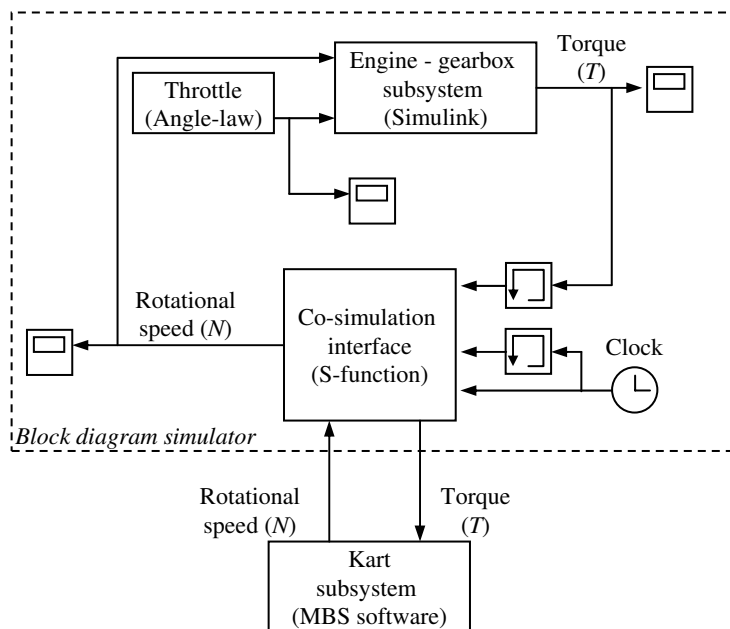 Torque
(T)
Engine - gearbox
subsystem
(Simulink)
Throttle
(Angle-law)
Rotational
speed (N)
Co-simulation
interface
(S-function)
Clock
Block diagram simulator
Rotational
speed (N)
Torque
(T)
Kart
subsystem
(MBS software)